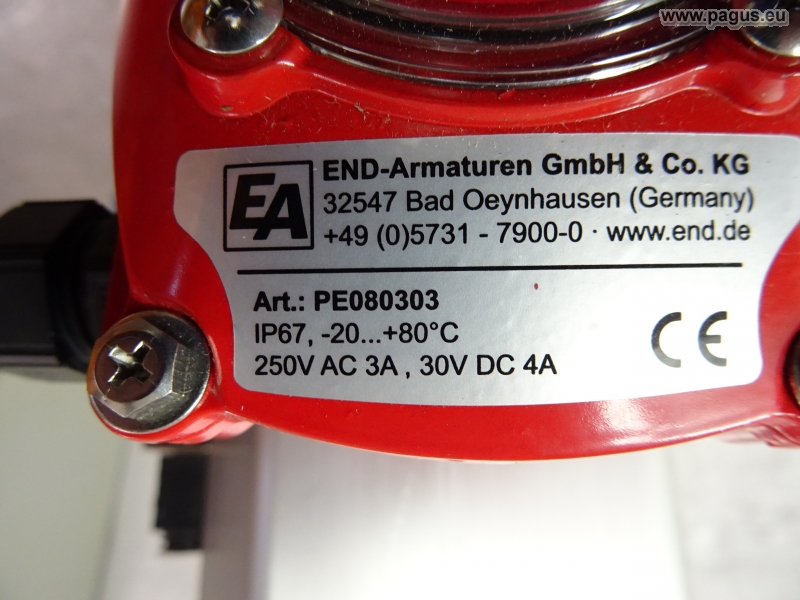 www.pagus.eu
EA
END-Armaturen GmbH & Co. KG
32547 Bad Oeynhausen (Germany)
+49 (0)5731 - 7900-0 · www.end.de
Art.: PE080303
IP67, -20...+80°C
250V AC 3A , 30V DC 4A
CE